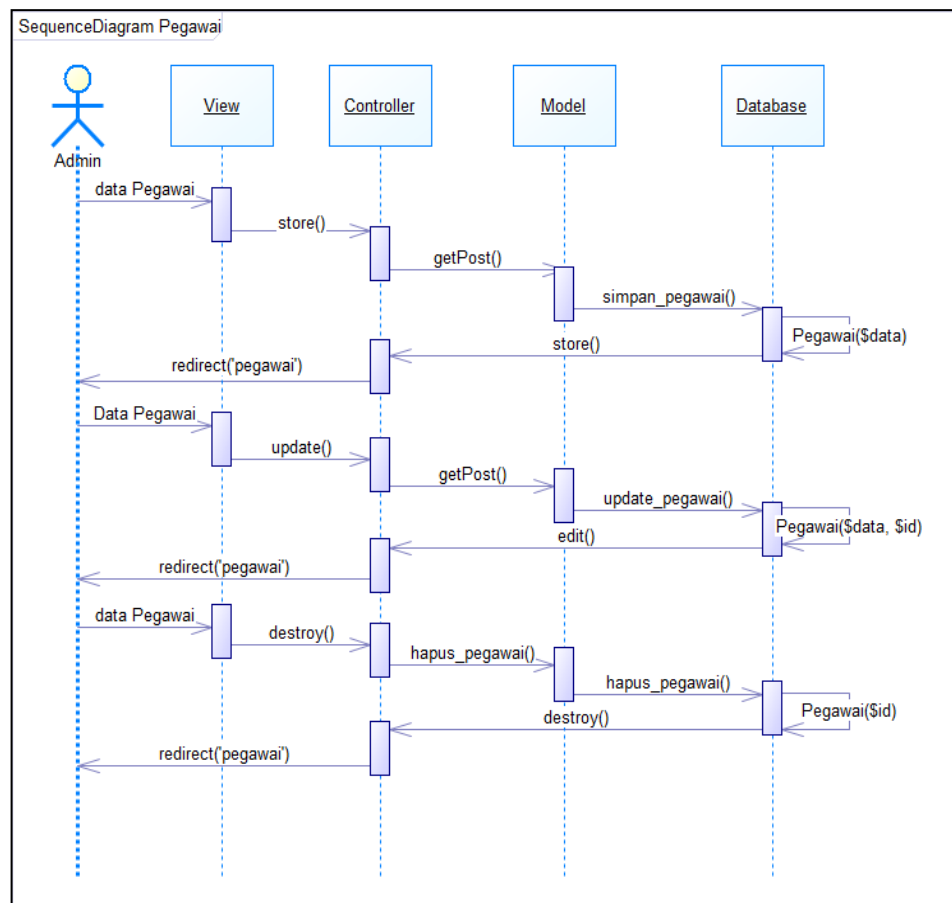 SequenceDiagram Pegawai
Admin
View
Controller
Model
Database
data Pegawai
store()
getPost()
simpan_pegawai()
Pegawai($data)
store()
redirect('pegawai')
Data Pegawai
update()
getPost()
update_pegawai()
Pegawai($data, $id)
edit()
redirect('pegawai')
data Pegawai
destroy()
hapus_pegawai()
hapus_pegawai()
Pegawai($id)
destroy()
redirect('pegawai')